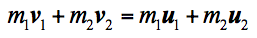 m₁v₁ + m₂v₂ = m₁u₁ + m₂u₂